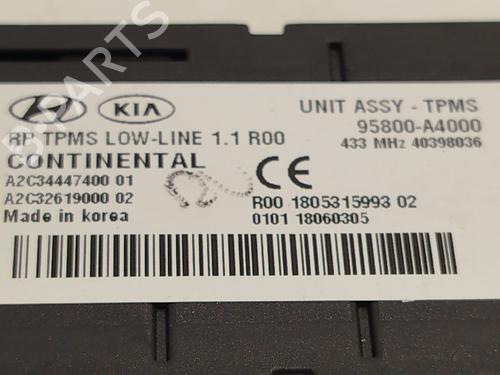 HYUNDAI KIA
UNIT ASSY - TPMS
RP TPMS LOW-LINE 1.1 R00
95800-A4000
CONTINENTAL
433 MHz 40398036
A2C34447400 01
CE
A2C32619000 02
R00 1805315993 02
Made in korea
0101 18060305
B-PARTS